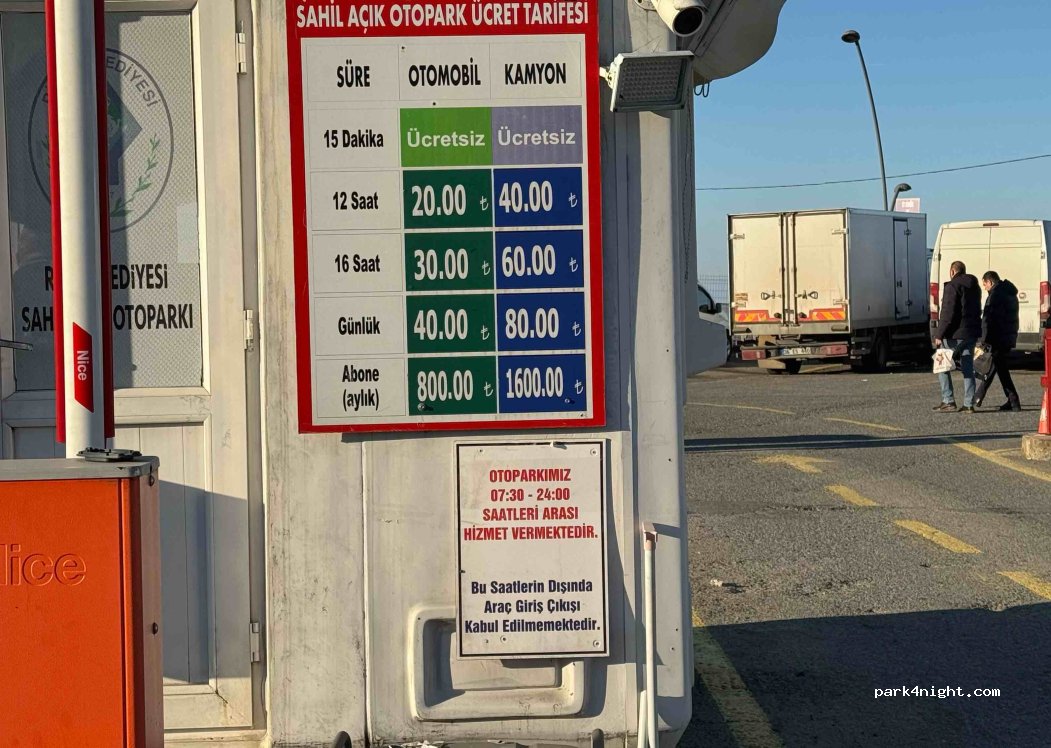 SAHİL AÇIK OTOPARK ÜCRET TARİFESİ
SÜRE OTOMOBİL KAMYON
15 Dakika Ücretsiz Ücretsiz
12 Saat 20.00 ₺ 40.00 ₺
16 Saat 30.00 ₺ 60.00 ₺
Günlük 40.00 ₺ 80.00 ₺
Abone
(aylık) 800.00 ₺ 1600.00 ₺
OTOPARKIMIZ
07:30 - 24:00
SAATLERİ ARASI
HİZMET VERMEKTEDİR.
Bu Saatlerin Dışında
Araç Giriş Çıkışı
Kabul Edilmemektedir.
EDİYESİ
OTOPARKI
Nice
park4night.com